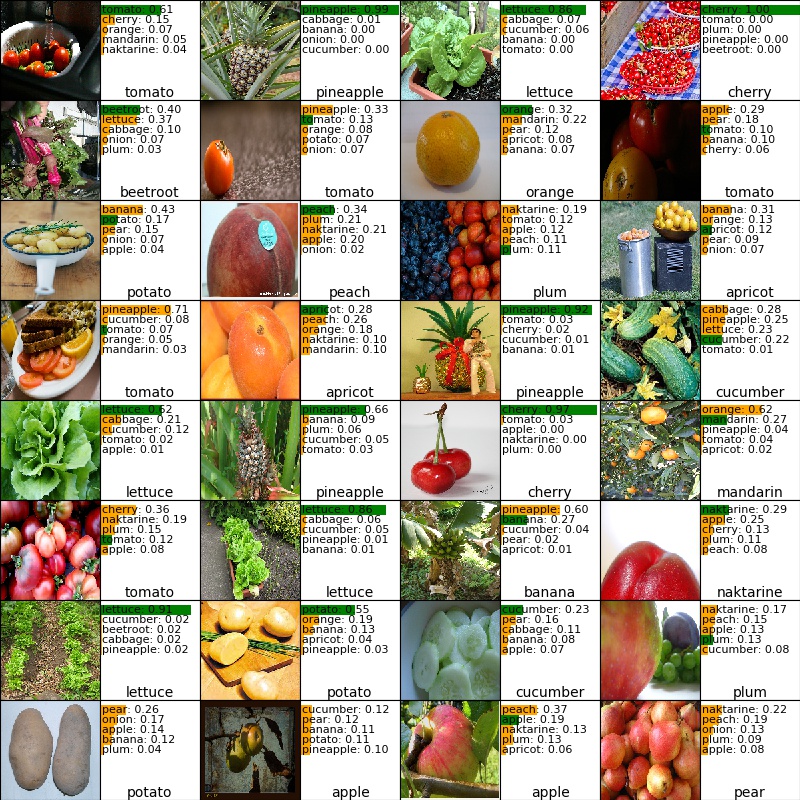 tomato: 0.61
cherry: 0.15
orange: 0.07
mandarin: 0.05
naktarine: 0.04
tomato
pineapple: 0.99
cabbage: 0.01
banana: 0.00
onion: 0.00
cucumber: 0.00
pineapple
lettuce: 0.86
cabbage: 0.07
cucumber: 0.06
banana: 0.00
tomato: 0.00
lettuce
cherry: 1.00
tomato: 0.00
plum: 0.00
pineapple: 0.00
beetroot: 0.00
cherry
beetroot: 0.40
lettuce: 0.37
cabbage: 0.10
onion: 0.07
plum: 0.03
beetroot
pineapple: 0.33
tomato: 0.13
orange: 0.08
potato: 0.07
onion: 0.07
tomato
orange: 0.32
mandarin: 0.22
pear: 0.12
apricot: 0.08
banana: 0.07
orange
apple: 0.29
pear: 0.18
tomato: 0.10
banana: 0.10
cherry: 0.06
tomato
banana: 0.43
potato: 0.17
pear: 0.15
onion: 0.07
apple: 0.04
potato
peach: 0.34
plum: 0.21
naktarine: 0.21
apple: 0.20
onion: 0.02
peach
naktarine: 0.19
tomato: 0.12
apple: 0.12
peach: 0.11
plum: 0.11
plum
banana: 0.31
orange: 0.13
apricot: 0.12
pear: 0.09
onion: 0.07
apricot
pineapple: 0.71
cucumber: 0.08
tomato: 0.07
orange: 0.05
mandarin: 0.03
tomato
apricot: 0.28
peach: 0.26
orange: 0.18
naktarine: 0.10
mandarin: 0.10
apricot
pineapple: 0.92
tomato: 0.03
cherry: 0.02
cucumber: 0.01
banana: 0.01
pineapple
cabbage: 0.28
pineapple: 0.25
lettuce: 0.23
cucumber: 0.22
tomato: 0.01
cucumber
lettuce: 0.62
cabbage: 0.21
cucumber: 0.12
tomato: 0.02
apple: 0.01
lettuce
pineapple: 0.66
banana: 0.09
plum: 0.06
cucumber: 0.05
tomato: 0.03
pineapple
cherry: 0.97
tomato: 0.03
apple: 0.00
naktarine: 0.00
plum: 0.00
cherry
orange: 0.62
mandarin: 0.27
pineapple: 0.04
tomato: 0.04
apricot: 0.02
mandarin
cherry: 0.36
naktarine: 0.19
plum: 0.15
tomato: 0.12
apple: 0.08
tomato
lettuce: 0.86
cabbage: 0.06
cucumber: 0.05
pineapple: 0.01
banana: 0.01
lettuce
pineapple: 0.60
banana: 0.27
cucumber: 0.04
pear: 0.02
apricot: 0.01
banana
naktarine: 0.29
apple: 0.25
cherry: 0.13
plum: 0.11
peach: 0.08
naktarine
lettuce: 0.91
cucumber: 0.02
beetroot: 0.02
cabbage: 0.02
pineapple: 0.02
lettuce
potato: 0.55
orange: 0.19
banana: 0.13
apricot: 0.04
pineapple: 0.03
potato
cucumber: 0.23
pear: 0.16
cabbage: 0.11
banana: 0.08
apple: 0.07
cucumber
naktarine: 0.17
peach: 0.15
apple: 0.13
plum: 0.13
cucumber: 0.08
plum
pear: 0.26
onion: 0.17
apple: 0.14
banana: 0.12
plum: 0.04
potato
cucumber: 0.12
pear: 0.12
banana: 0.11
potato: 0.11
pineapple: 0.10
apple
peach: 0.37
apple: 0.19
naktarine: 0.13
plum: 0.13
apricot: 0.06
apple
naktarine: 0.22
peach: 0.19
onion: 0.13
plum: 0.09
apple: 0.08
pear